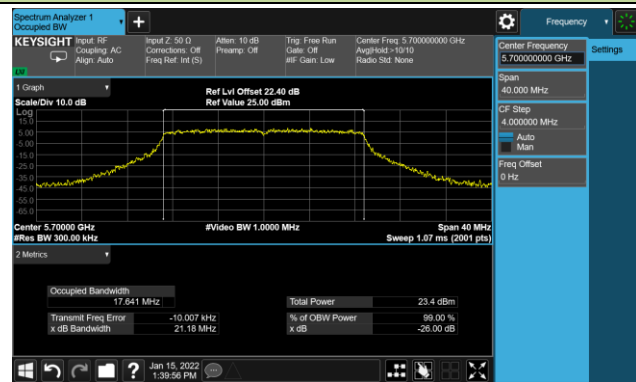 Spectrum Analyzer 1
Occupied BW
+
Frequency
KEYSIGHT
Input: RF
Coupling: AC
Align: Auto
Input Z: 50 Ω
Corrections: Off
Freq Ref: Int (S)
Atten: 10 dB
Preamp: Off
Trig: Free Run
Gate: Off
#IF Gain: Low
Center Freq: 5.700000000 GHz
Avg|Hold:>10/10
Radio Std: None
Center Frequency
5.700000000 GHz
Settings
Span
40.000 MHz
CF Step
4.000000 MHz
Auto
Man
Freq Offset
0 Hz
1 Graph
Scale/Div 10.0 dB
Ref Lvl Offset 22.40 dB
Ref Value 25.00 dBm
Log
15.0
5.00
-5.00
-15.0
-25.0
-35.0
-45.0
-55.0
-65.0
Center 5.70000 GHz
#Res BW 300.00 kHz
#Video BW 1.0000 MHz
Span 40 MHz
Sweep 1.07 ms (2001 pts)
2 Metrics
Occupied Bandwidth
17.641 MHz
Total Power 23.4 dBm
Transmit Freq Error -10.007 kHz
% of OBW Power 99.00 %
x dB Bandwidth 21.18 MHz
x dB -26.00 dB
?
Jan 15, 2022
1:39:56 PM